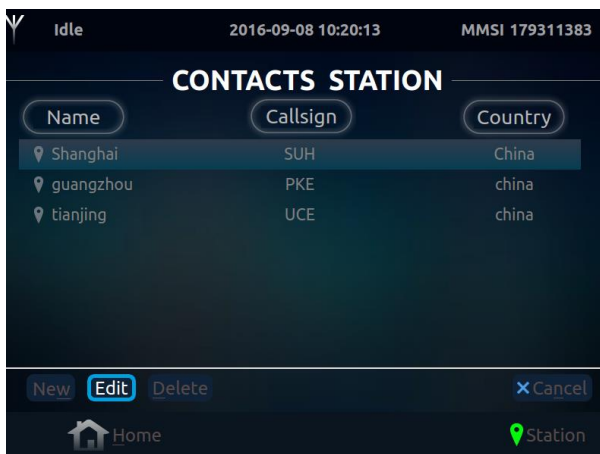 Idle 2016-09-08 10:20:13 MMSI 179311383
CONTACTS STATION
Name Callsign Country
Shanghai SUH China
guangzhou PKE china
tianjing UCE china
New Edit Delete Cancel
Home Station